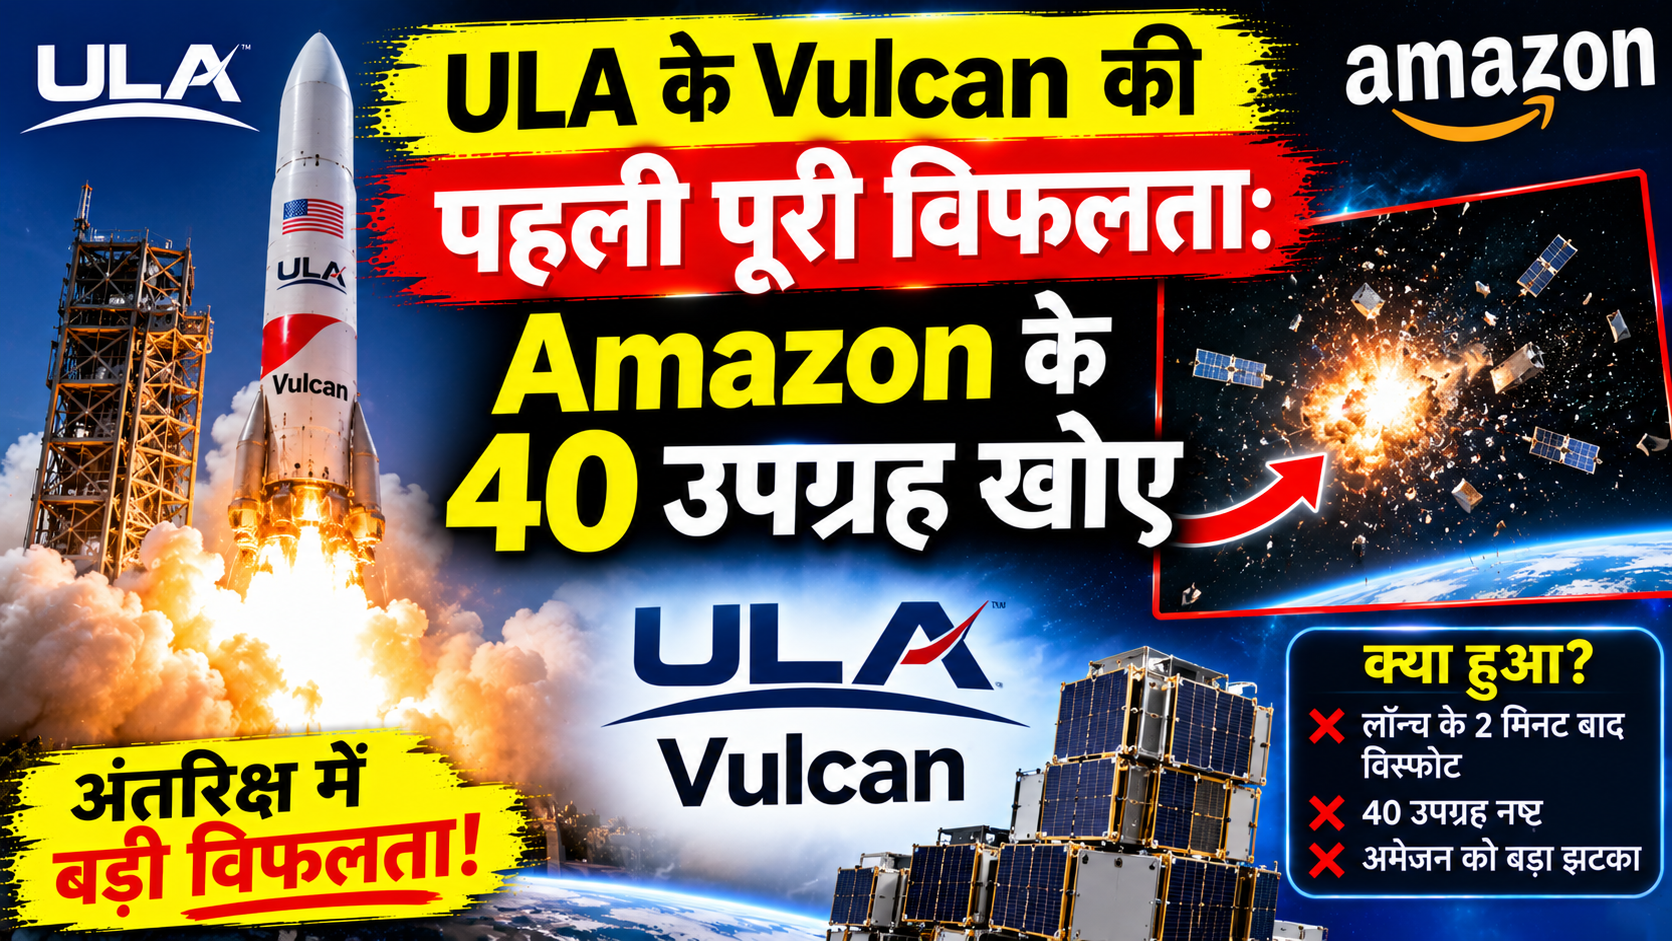 ULA
ULA के Vulcan की
पहली पूरी विफलता:
Amazon के
40 उपग्रह खोए
amazon
ULA
Vulcan
ULA
Vulcan
अंतरिक्ष में
बड़ी विफलता!
क्या हुआ?
लॉन्च के 2 मिनट बाद
विस्फोट
40 उपग्रह नष्ट
अमेजन को बड़ा झटका